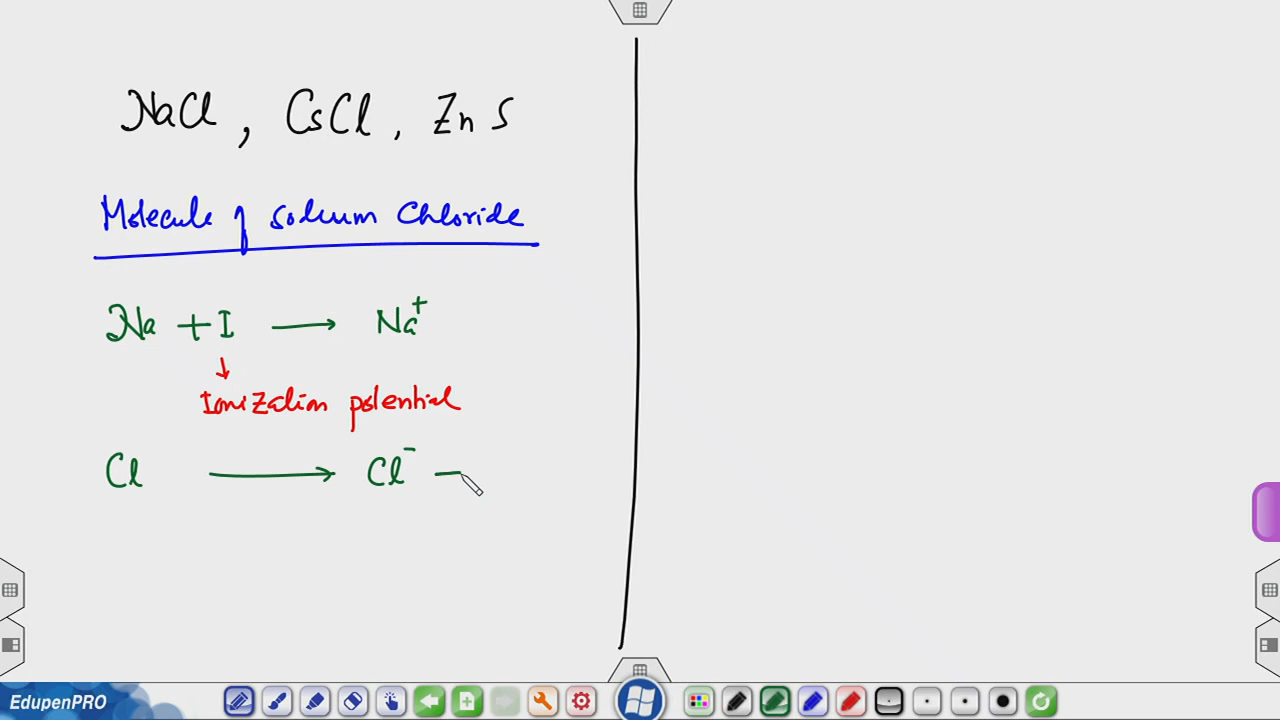 NaCl, CsCl, ZnS
Molecule of sodium Chloride
Na + I ⟶ Na⁺
↓
Ionization potential
Cl ⟶ Cl⁻ –
EdupenPRO